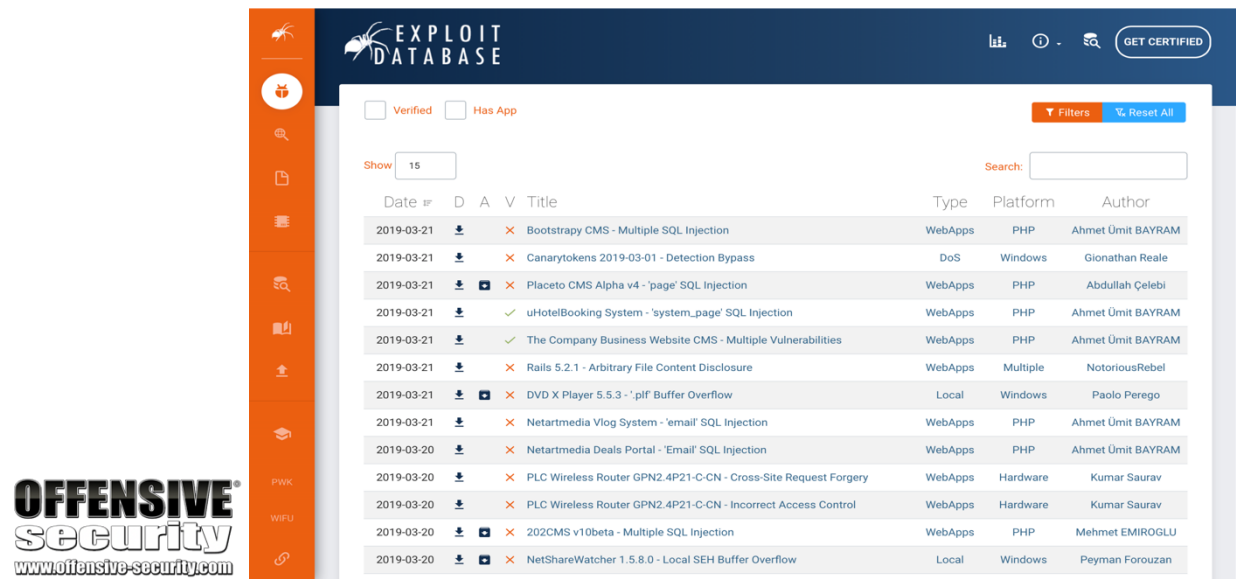 EXPLOIT
DATABASE
GET CERTIFIED
Verified Has App
Filters Reset All
Show 15
Search:
Date D A V Title Type Platform Author
2019-03-21 Bootstrapy CMS - Multiple SQL Injection WebApps PHP Ahmet Ümit BAYRAM
2019-03-21 Canarytokens 2019-03-01 - Detection Bypass DoS Windows Gionathan Reale
2019-03-21 Placeto CMS Alpha v4 - 'page' SQL Injection WebApps PHP Abdullah Çelebi
2019-03-21 uHotelBooking System - 'system_page' SQL Injection WebApps PHP Ahmet Ümit BAYRAM
2019-03-21 The Company Business Website CMS - Multiple Vulnerabilities WebApps PHP Ahmet Ümit BAYRAM
2019-03-21 Rails 5.2.1 - Arbitrary File Content Disclosure WebApps Multiple NotoriousRebel
2019-03-21 DVD X Player 5.5.3 - '.plf' Buffer Overflow Local Windows Paolo Perego
2019-03-21 Netartmedia Vlog System - 'email' SQL Injection WebApps PHP Ahmet Ümit BAYRAM
2019-03-20 Netartmedia Deals Portal - 'Email' SQL Injection WebApps PHP Ahmet Ümit BAYRAM
2019-03-20 PLC Wireless Router GPN2.4P21-C-CN - Cross-Site Request Forgery WebApps Hardware Kumar Saurav
2019-03-20 PLC Wireless Router GPN2.4P21-C-CN - Incorrect Access Control WebApps Hardware Kumar Saurav
2019-03-20 202CMS v10beta - Multiple SQL Injection WebApps PHP Mehmet EMIROGLU
2019-03-20 NetShareWatcher 1.5.8.0 - Local SEH Buffer Overflow Local Windows Peyman Forouzan
PWK
WIFU
OFFENSIVE®
security
www.offensive-security.com